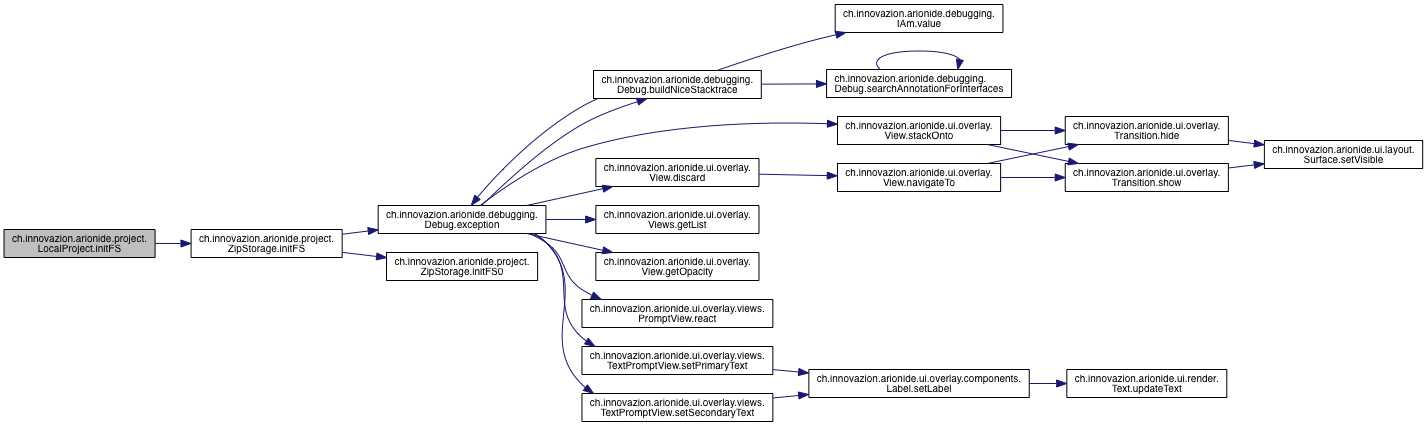 ch.innovazion.arionide.project.
LocalProject.initFS
ch.innovazion.arionide.project.
ZipStorage.initFS
ch.innovazion.arionide.debugging.
Debug.exception
ch.innovazion.arionide.project.
ZipStorage.initFS0
ch.innovazion.arionide.debugging.
Debug.buildNiceStacktrace
ch.innovazion.arionide.ui.overlay.
View.discard
ch.innovazion.arionide.ui.overlay.
Views.getList
ch.innovazion.arionide.ui.overlay.
View.getOpacity
ch.innovazion.arionide.ui.overlay.views.
PromptView.react
ch.innovazion.arionide.ui.overlay.views.
TextPromptView.setPrimaryText
ch.innovazion.arionide.ui.overlay.views.
TextPromptView.setSecondaryText
ch.innovazion.arionide.debugging.
IAm.value
ch.innovazion.arionide.debugging.
Debug.searchAnnotationForInterfaces
ch.innovazion.arionide.ui.overlay.
View.stackOnto
ch.innovazion.arionide.ui.overlay.
View.navigateTo
ch.innovazion.arionide.ui.overlay.components.
Label.setLabel
ch.innovazion.arionide.ui.overlay.
Transition.hide
ch.innovazion.arionide.ui.overlay.
Transition.show
ch.innovazion.arionide.ui.render.
Text.updateText
ch.innovazion.arionide.ui.layout.
Surface.setVisible